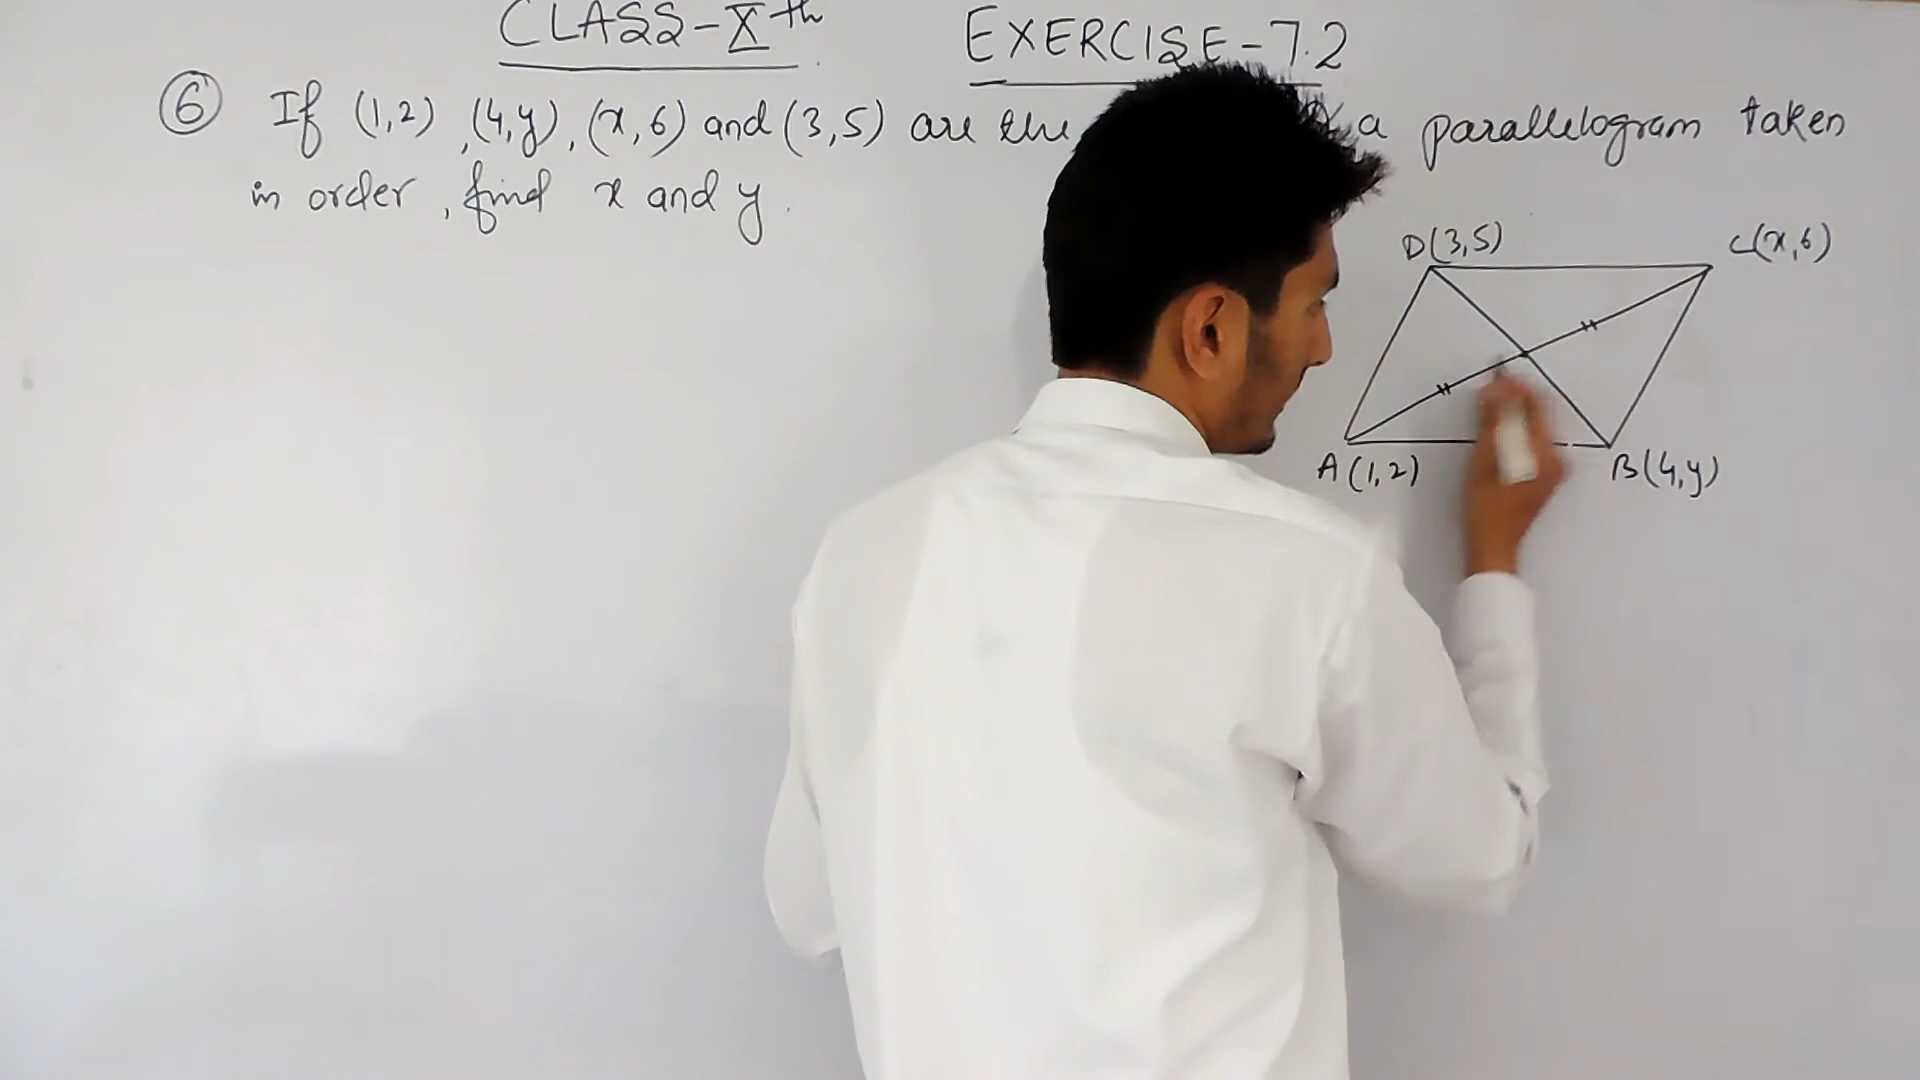 CLASS-Xth EXERCISE-7.2
⑥ If (1,2), (4,y), (x,6) and (3,5) are the a parallelogram taken
in order, find x and y.
D(3,5) C(x,6)
A(1,2) B(4,y)